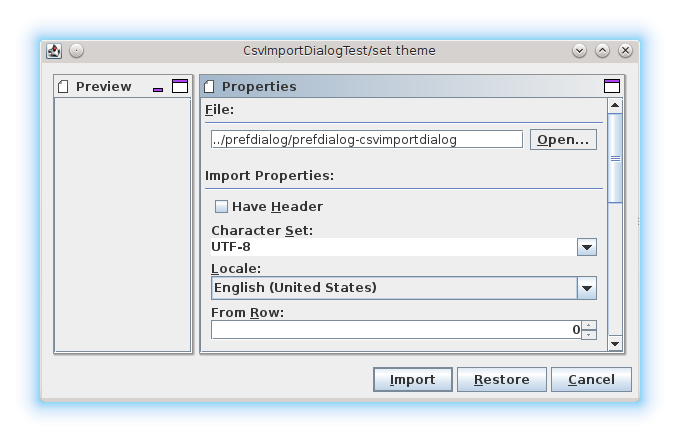 CsvImportDialogTest/set theme
Preview
Properties
File:
../prefdialog/prefdialog-csvimportdialog
Open...
Import Properties:
Have Header
Character Set:
UTF-8
Locale:
English (United States)
From Row:
0
Import
Restore
Cancel